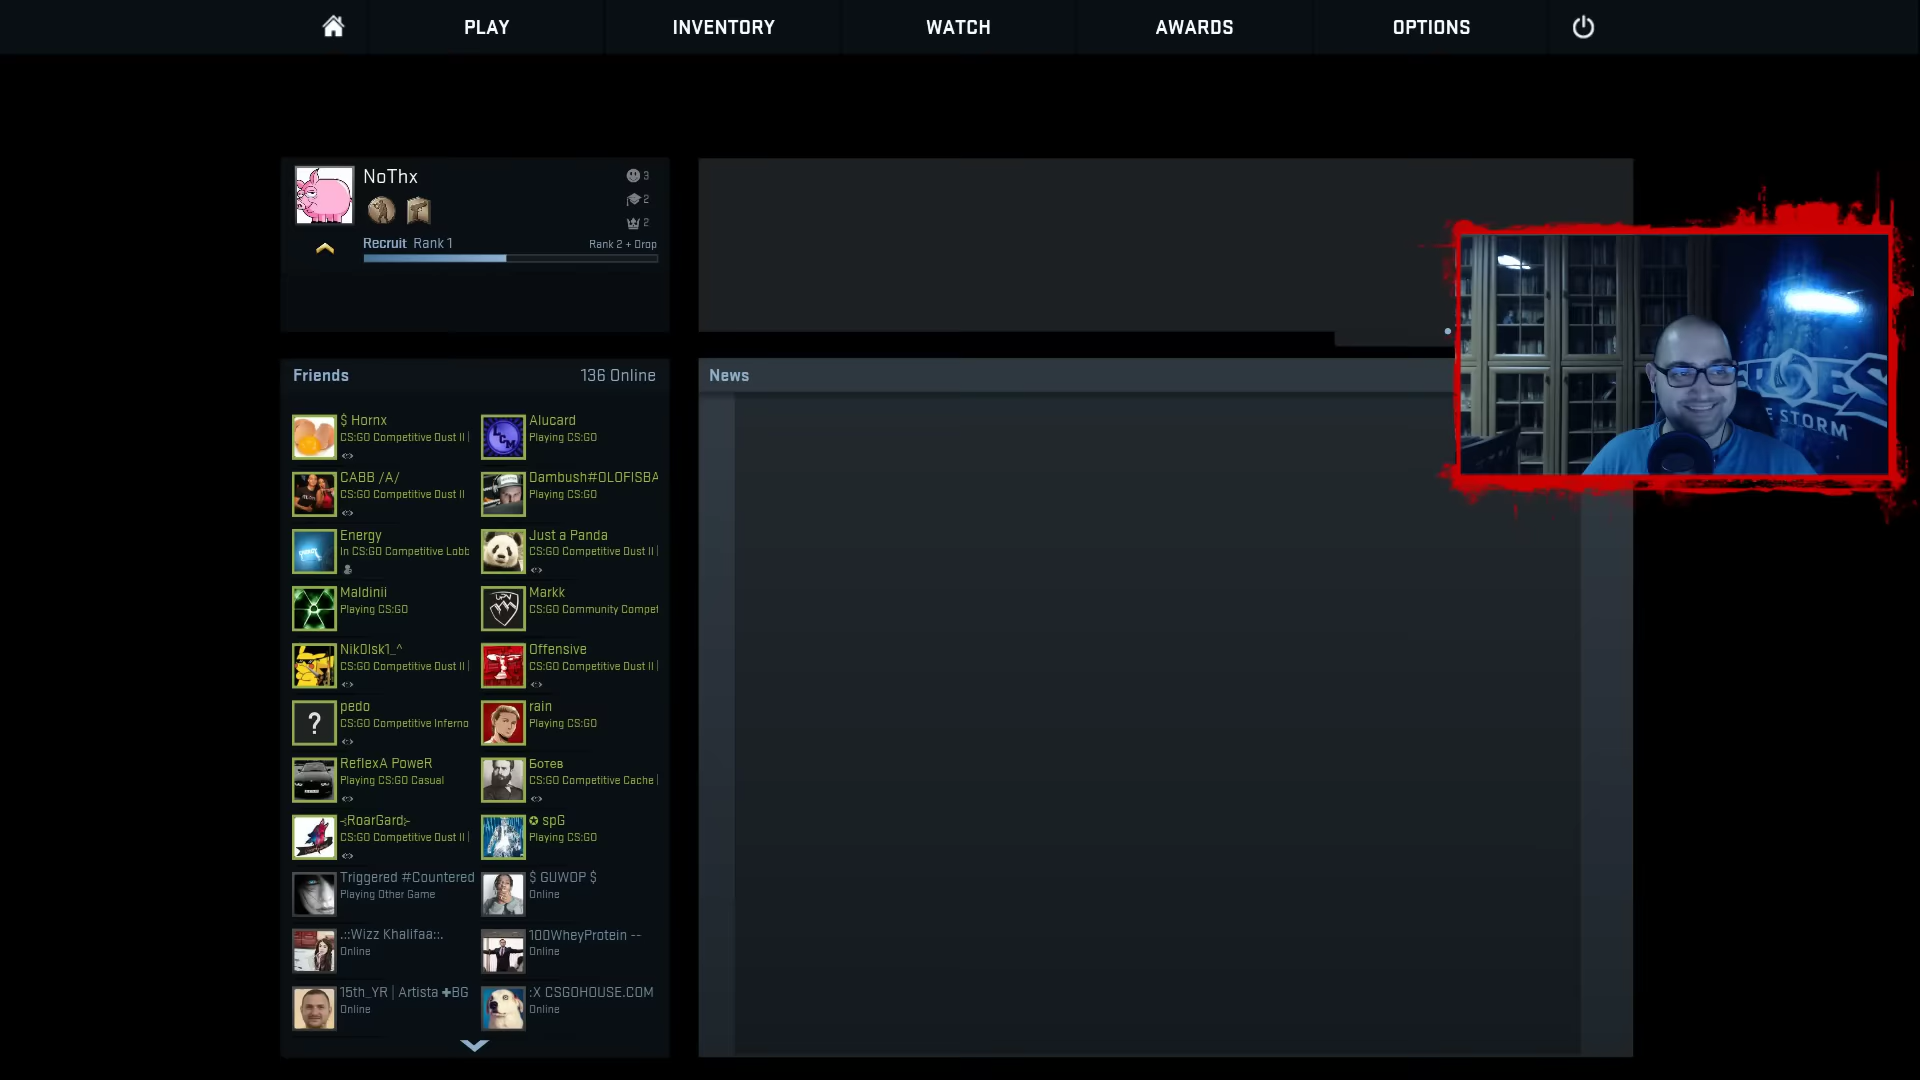 PLAY
INVENTORY
WATCH
AWARDS
OPTIONS
NoThx
3
2
2
Recruit Rank 1
Rank 2 + Drop
Friends
136 Online
News
$ Hornx
CS:GO Competitive Dust II |
Alucard
Playing CS:GO
CABB /A/
CS:GO Competitive Dust II
Dambush#OLOFISBA
Playing CS:GO
Energy
In CS:GO Competitive Lobb
Just a Panda
CS:GO Competitive Dust II |
Maldinii
Playing CS:GO
Markk
CS:GO Community Compet
Nik0lsk1_^
CS:GO Competitive Dust II |
Offensive
CS:GO Competitive Dust II |
pedo
CS:GO Competitive Inferno
?
rain
Playing CS:GO
ReflexA PoweR
Playing CS:GO Casual
Ботев
CS:GO Competitive Cache |
-:RoarGard:-
CS:GO Competitive Dust II |
✪ spG
Playing CS:GO
Triggered #Countered
Playing Other Game
$ GUWOP $
Online
.::Wizz Khalifaa::.
Online
100WheyProtein --
Online
15th_YR | Artista ✚BG
Online
:X CSGOHOUSE.COM
Online
LCM
EROES
E STORM